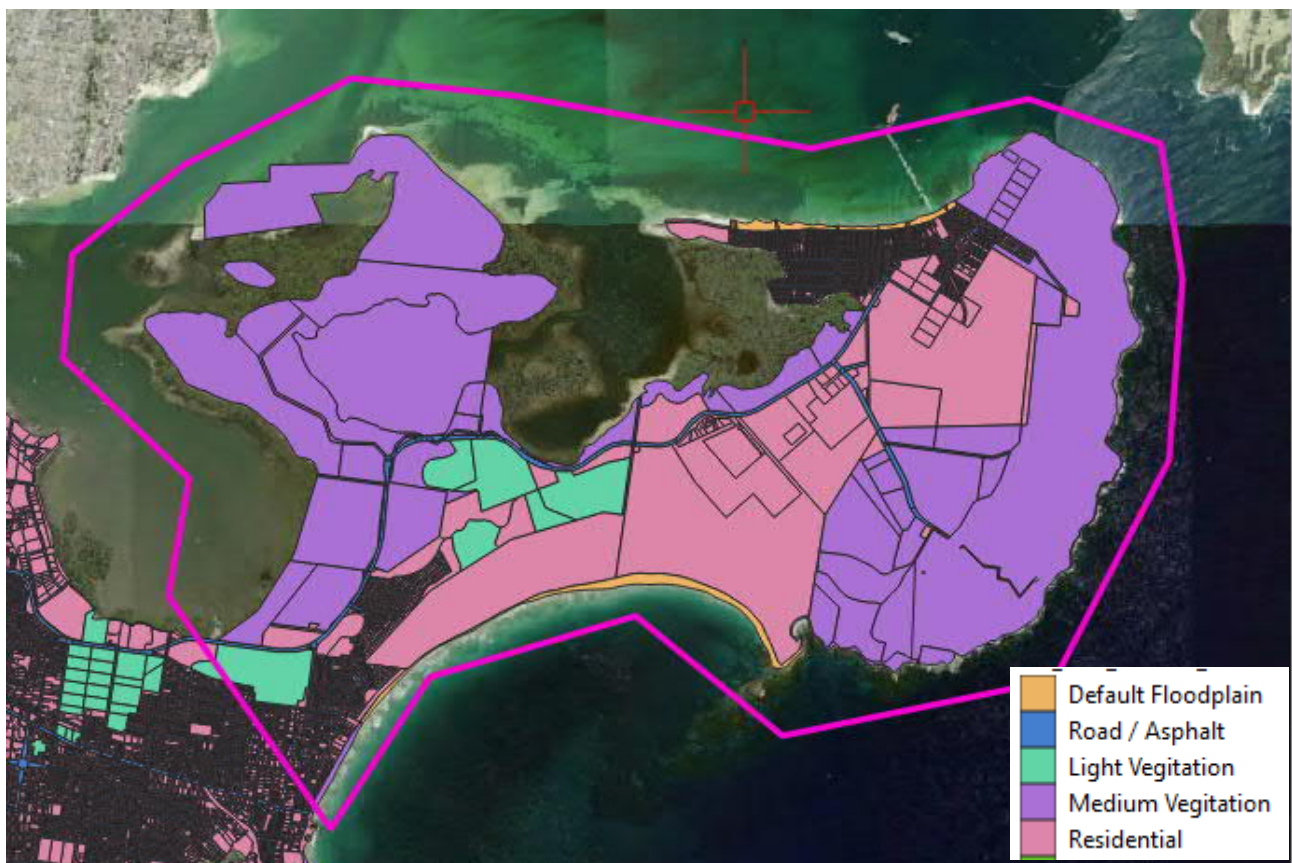 Default Floodplain
Road / Asphalt
Light Vegitation
Medium Vegitation
Residential